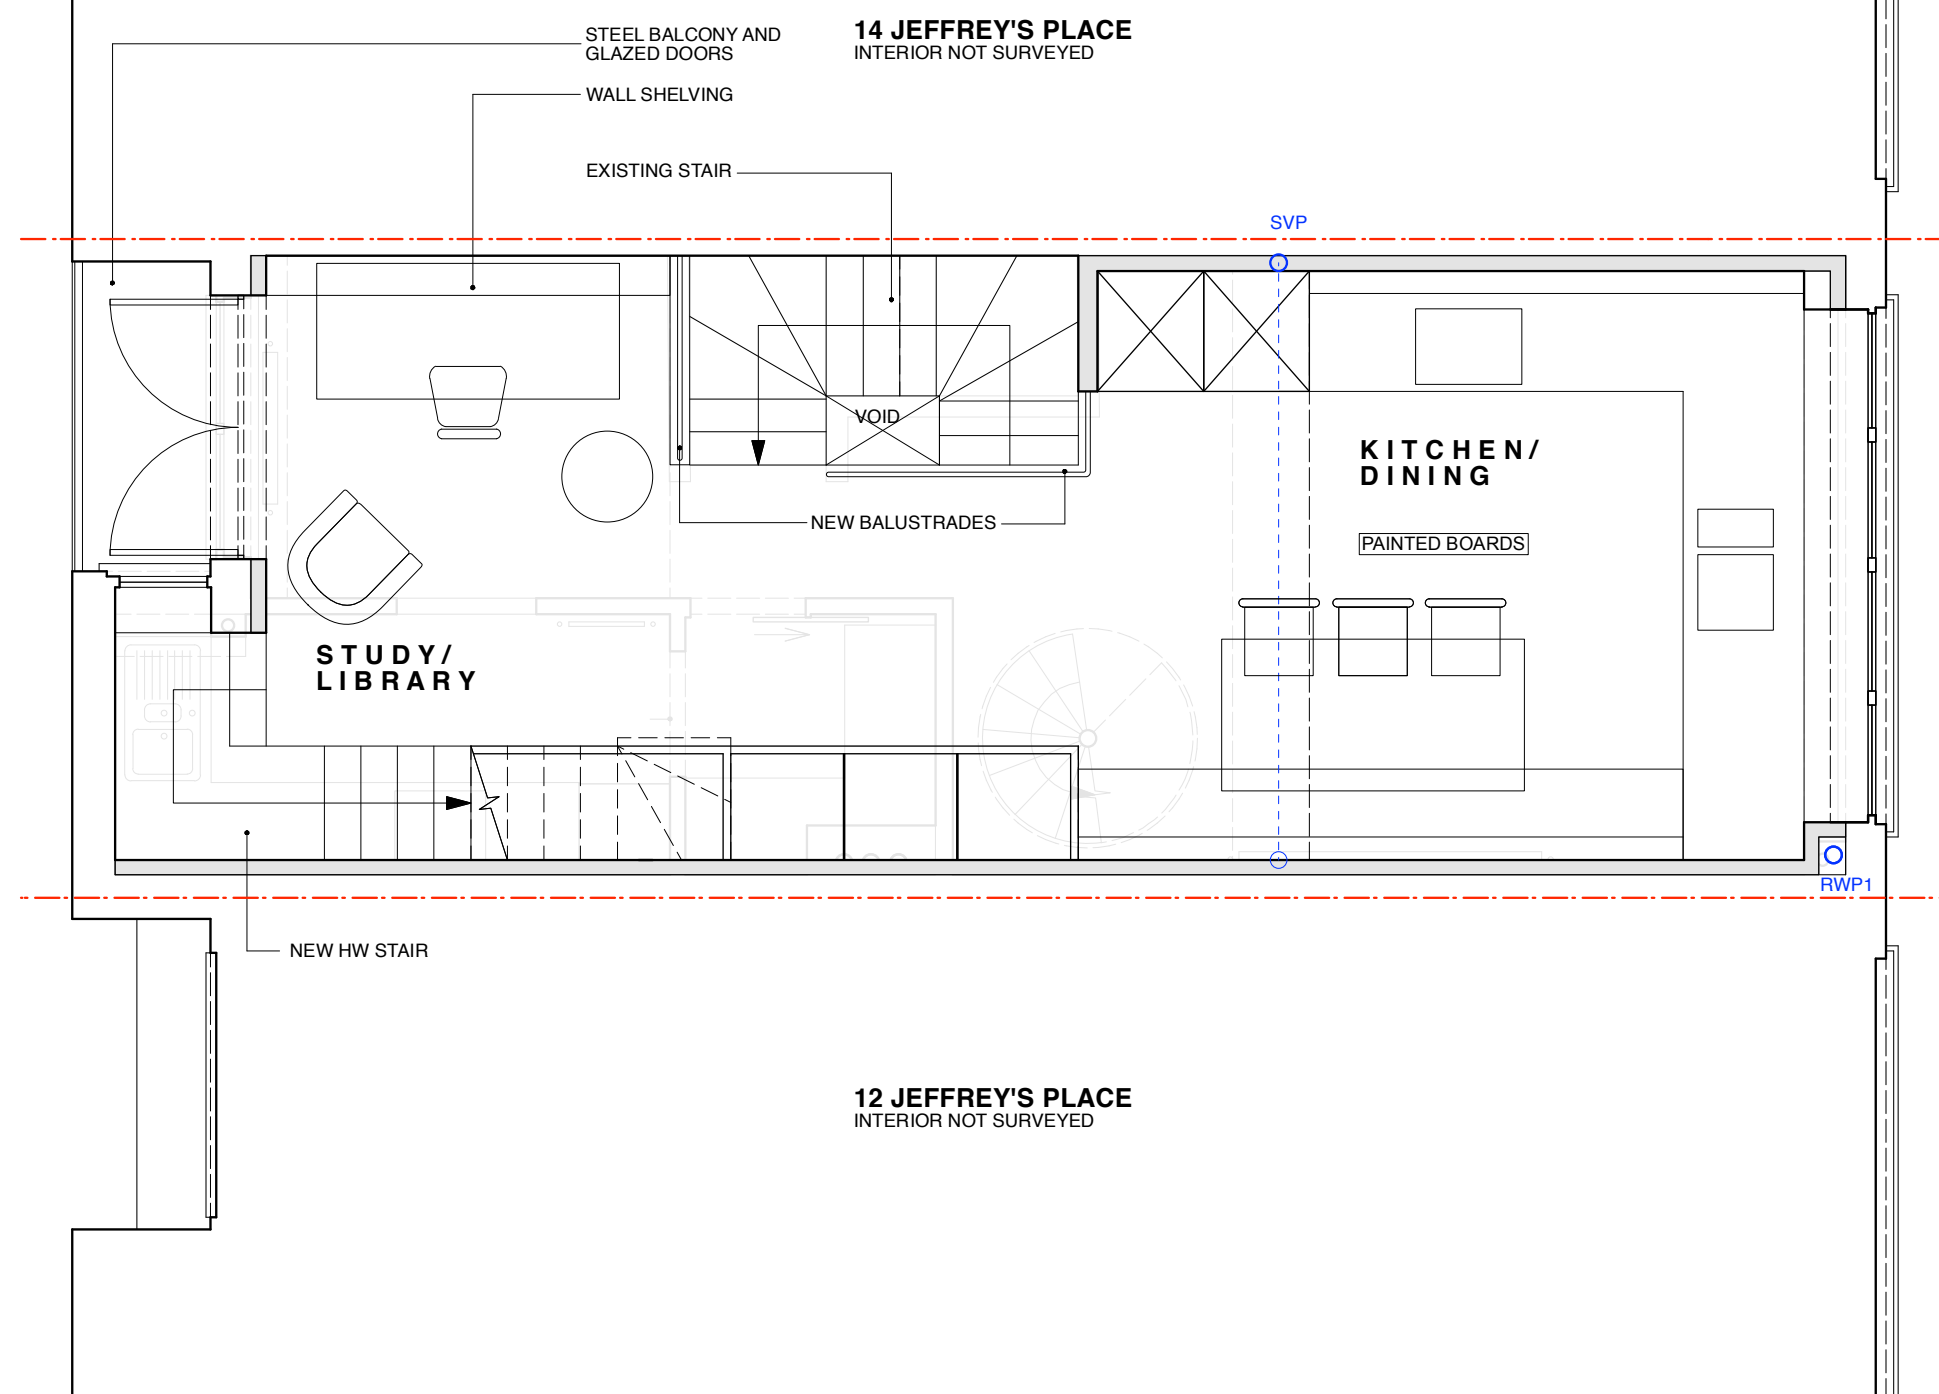 STEEL BALCONY AND
GLAZED DOORS
14 JEFFREY'S PLACE
INTERIOR NOT SURVEYED
WALL SHELVING
EXISTING STAIR
SVP
VOID
KITCHEN/
DINING
NEW BALUSTRADES
PAINTED BOARDS
STUDY/
LIBRARY
RWP1
NEW HW STAIR
12 JEFFREY'S PLACE
INTERIOR NOT SURVEYED